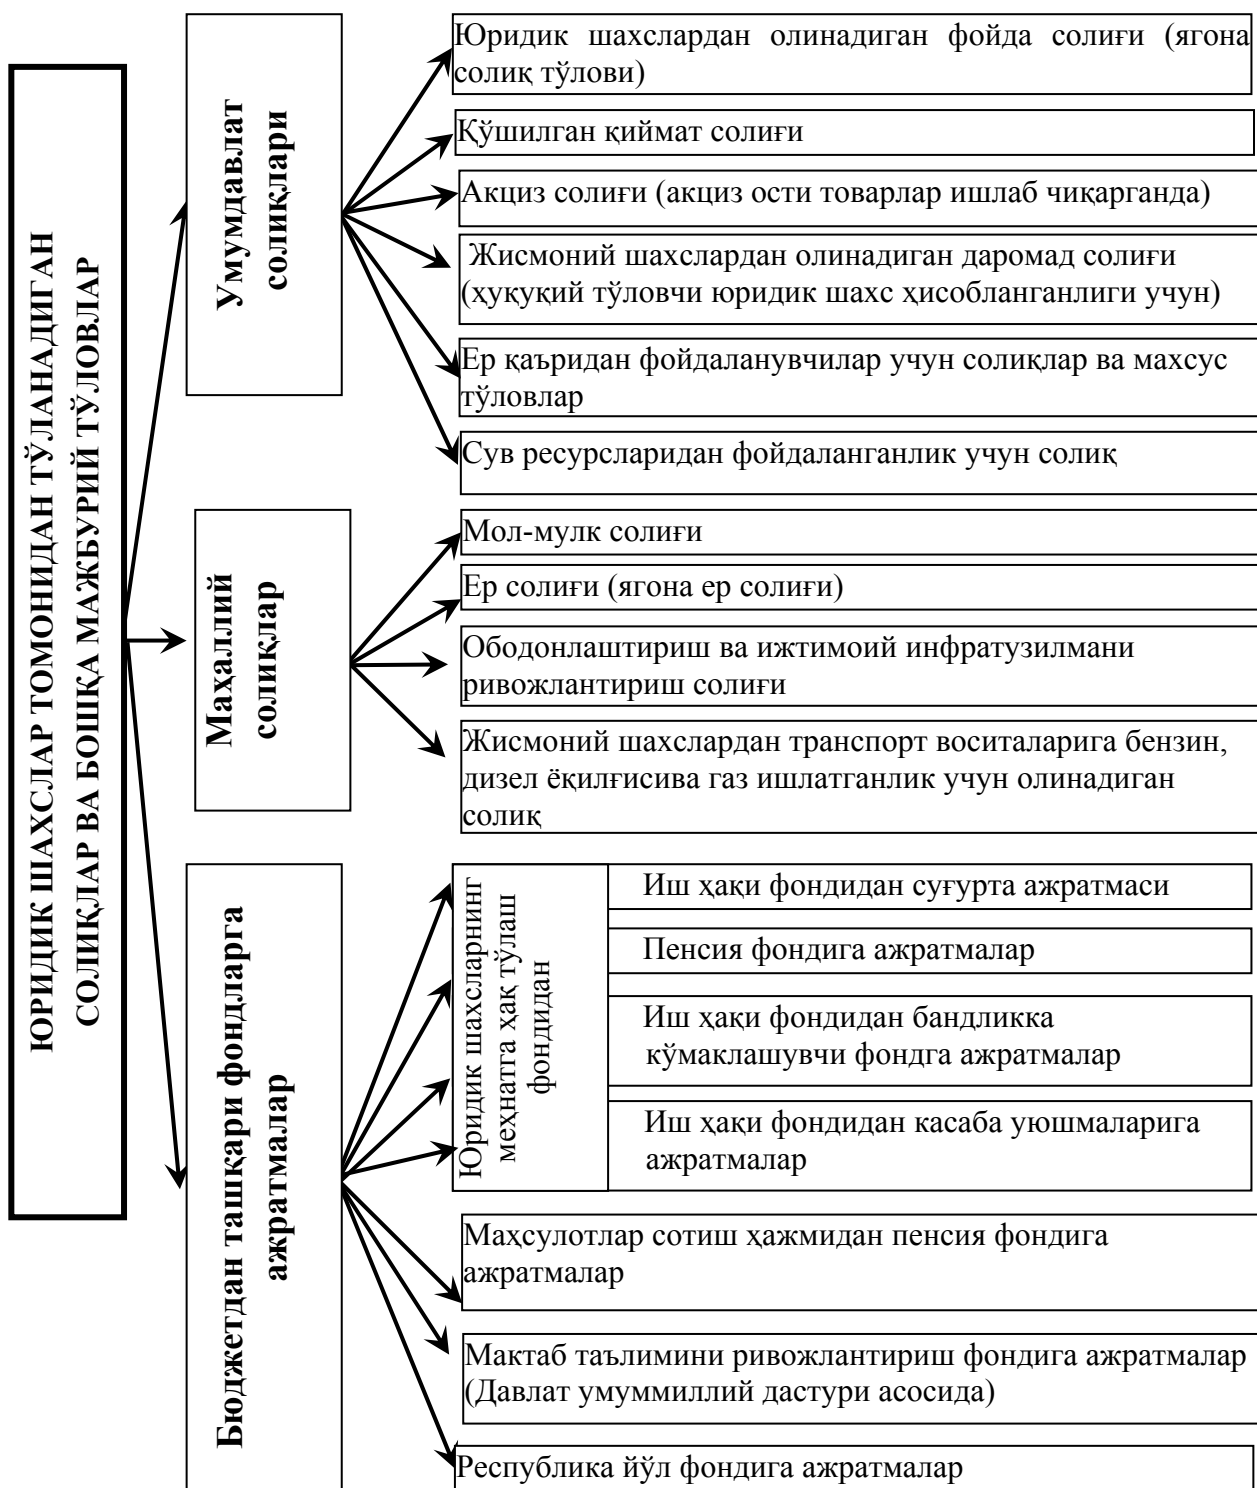 ЮРИДИК ШАХСЛАР ТОМОНИДАН ТЎЛАНАДИГАН
СОЛИҚЛАР ВА БОШҚА МАЖБУРИЙ ТЎЛОВЛАР
Умумдавлат
солиқлари
Юридик шахслардан олинадиган фойда солиғи (ягона
солиқ тўлови)
Қўшилган қиймат солиғи
Акциз солиғи (акциз ости товарлар ишлаб чиқарганда)
Жисмоний шахслардан олинадиган даромад солиғи
(ҳуқуқий тўловчи юридик шахс ҳисобланганлиги учун)
Ер қаъридан фойдаланувчилар учун солиқлар ва махсус
тўловлар
Сув ресурсларидан фойдаланганлик учун солиқ
Маҳаллий
солиқлар
Мол-мулк солиғи
Ер солиғи (ягона ер солиғи)
Ободонлаштириш ва ижтимоий инфратузилмани
ривожлантириш солиғи
Жисмоний шахслардан транспорт воситаларига бензин,
дизел ёқилғисива газ ишлатганлик учун олинадиган
солиқ
Бюджетдан ташқари фондларга
ажратмалар
Юридик шахсларнинг
меҳнатга ҳақ тўлаш
фондидан
Иш ҳақи фондидан суғурта ажратмаси
Пенсия фондига ажратмалар
Иш ҳақи фондидан бандликка
кўмаклашувчи фондга ажратмалар
Иш ҳақи фондидан касаба уюшмаларига
ажратмалар
Маҳсулотлар сотиш ҳажмидан пенсия фондига
ажратмалар
Мактаб таълимини ривожлантириш фондига ажратмалар
(Давлат умуммиллий дастури асосида)
Республика йўл фондига ажратмалар